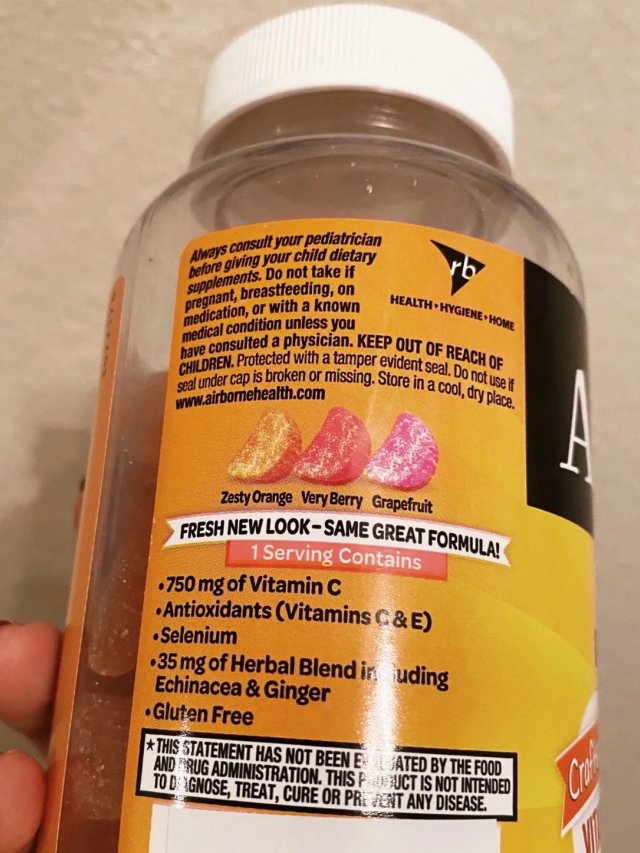 Always consult your pediatrician
before giving your child dietary
supplements. Do not take if
pregnant, breastfeeding, on
medication, or with a known
medical condition unless you
have consulted a physician. KEEP OUT OF REACH OF
CHILDREN. Protected with a tamper evident seal. Do not use if
seal under cap is broken or missing. Store in a cool, dry place.
www.airbornehealth.com
rb
HEALTH • HYGIENE • HOME
Zesty Orange Very Berry Grapefruit
FRESH NEW LOOK – SAME GREAT FORMULA!
1 Serving Contains
• 750 mg of Vitamin C
• Antioxidants (Vitamins C & E)
• Selenium
• 35 mg of Herbal Blend including
Echinacea & Ginger
• Gluten Free
* THIS STATEMENT HAS NOT BEEN EVALUATED BY THE FOOD
AND DRUG ADMINISTRATION. THIS PRODUCT IS NOT INTENDED
TO DIAGNOSE, TREAT, CURE OR PREVENT ANY DISEASE.
A